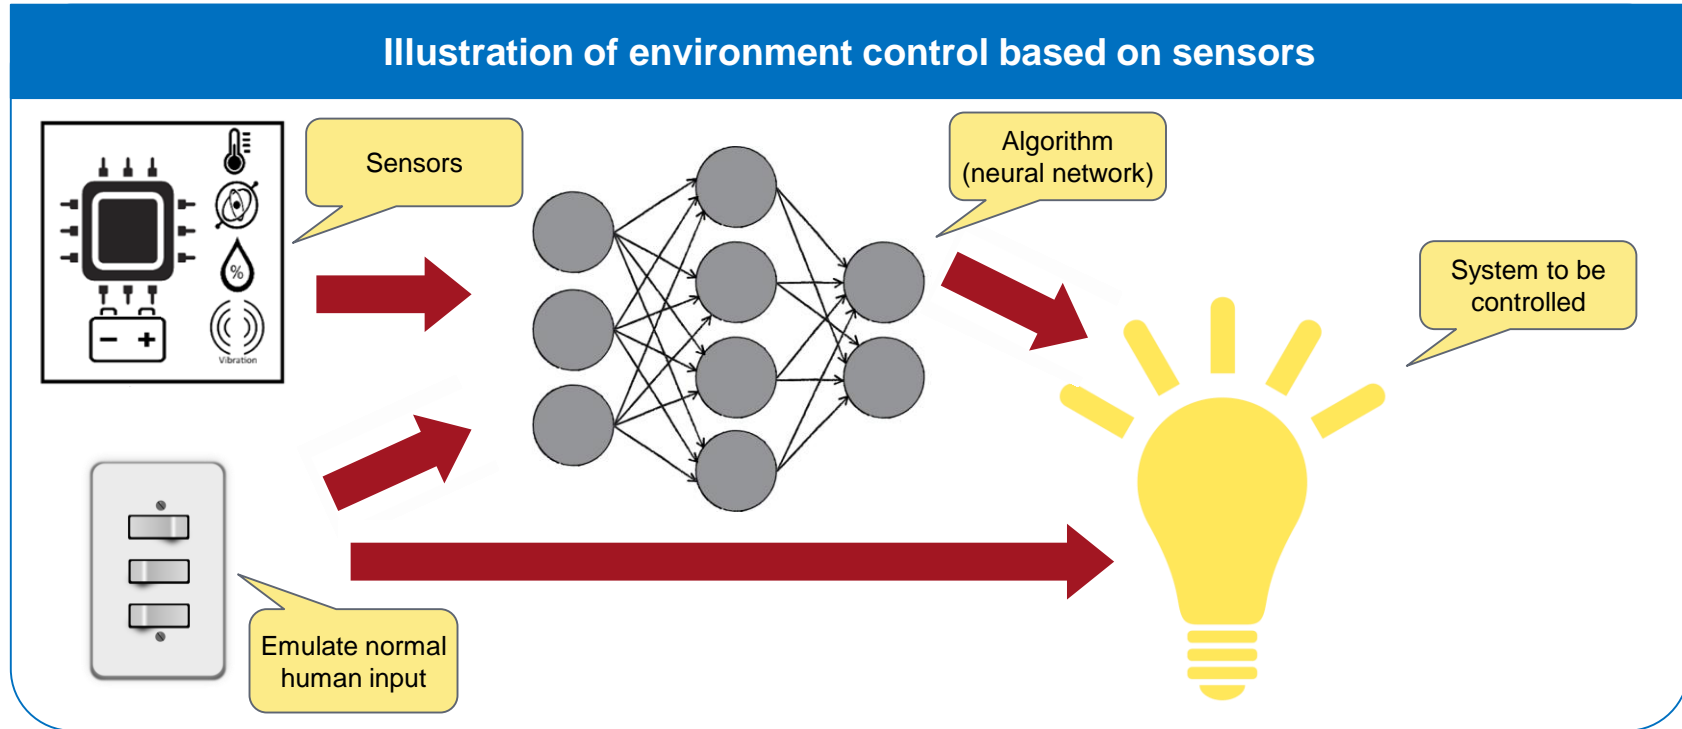 Illustration of environment control based on sensors
Sensors
Algorithm
(neural network)
System to be
controlled
%
- +
Vibration
Emulate normal
human input